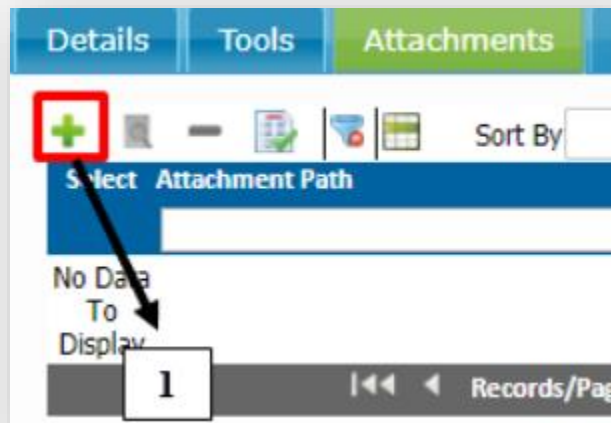 Details Tools Attachments
Sort By
Select Attachment Path
No Data
To
Display
1
Records/Pag